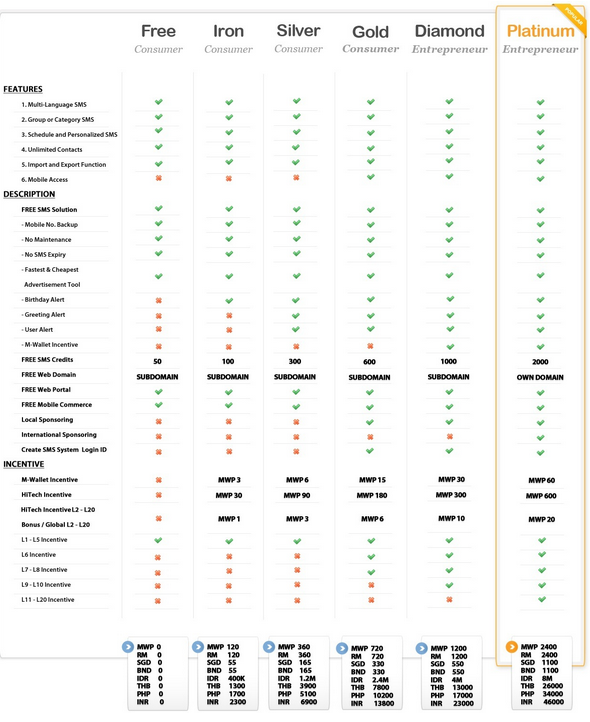 POPULAR
Free Iron Silver Gold Diamond Platinum
Consumer Consumer Consumer Consumer Entrepreneur Entrepreneur
FEATURES
1. Multi-Language SMS
2. Group or Category SMS
3. Schedule and Personalized SMS
4. Unlimited Contacts
5. Import and Export Function
6. Mobile Access
DESCRIPTION
FREE SMS Solution
- Mobile No. Backup
- No Maintenance
- No SMS Expiry
- Fastest & Cheapest
Advertisement Tool
- Birthday Alert
- Greeting Alert
- User Alert
- M-Wallet Incentive
FREE SMS Credits 50 100 300 600 1000 2000
FREE Web Domain SUBDOMAIN SUBDOMAIN SUBDOMAIN SUBDOMAIN SUBDOMAIN OWN DOMAIN
FREE Web Portal
FREE Mobile Commerce
Local Sponsoring
International Sponsoring
Create SMS System Login ID
INCENTIVE
M-Wallet Incentive MWP 3 MWP 6 MWP 15 MWP 30 MWP 60
HiTech Incentive MWP 30 MWP 90 MWP 180 MWP 300 MWP 600
HiTech Incentive L2 - L20
Bonus / Global L2 - L20 MWP 1 MWP 3 MWP 6 MWP 10 MWP 20
L1 - L5 Incentive
L6 Incentive
L7 - L8 Incentive
L9 - L10 Incentive
L11 - L20 Incentive
MWP 0 MWP 120 MWP 360 MWP 720 MWP 1200 MWP 2400
RM 0 RM 120 RM 360 RM 720 RM 1200 RM 2400
SGD 0 SGD 55 SGD 165 SGD 330 SGD 550 SGD 1100
BND 0 BND 55 BND 165 BND 330 BND 550 BND 1100
IDR 0 IDR 400K IDR 1.2M IDR 2.4M IDR 4M IDR 8M
THB 0 THB 1300 THB 3900 THB 7800 THB 13000 THB 26000
PHP 0 PHP 1700 PHP 5100 PHP 10200 PHP 17000 PHP 34000
INR 0 INR 2300 INR 6900 INR 13800 INR 23000 INR 46000